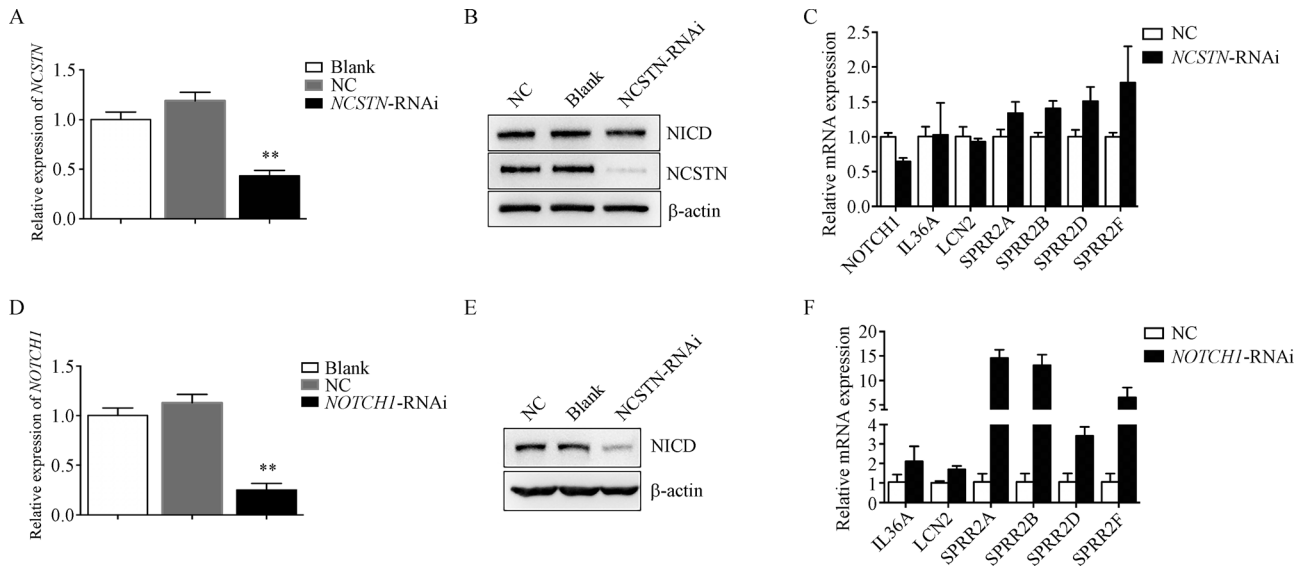 A
Relative expression of NCSTN
1.5
1.0
0.5
0.0
**
Blank
NC
NCSTN-RNAi
B
NC
Blank
NCSTN-RNAi
NICD
NCSTN
β-actin
C
Relative mRNA expression
2.5
2.0
1.5
1.0
0.5
0.0
NC
NCSTN-RNAi
NOTCH1
IL36A
LCN2
SPRR2A
SPRR2B
SPRR2D
SPRR2F
D
Relative expression of NOTCH1
1.5
1.0
0.5
0.0
**
Blank
NC
NOTCH1-RNAi
E
NC
Blank
NCSTN-RNAi
NICD
β-actin
F
Relative mRNA expression
20
15
10
5
4
3
2
1
0
NC
NOTCH1-RNAi
IL36A
LCN2
SPRR2A
SPRR2B
SPRR2D
SPRR2F